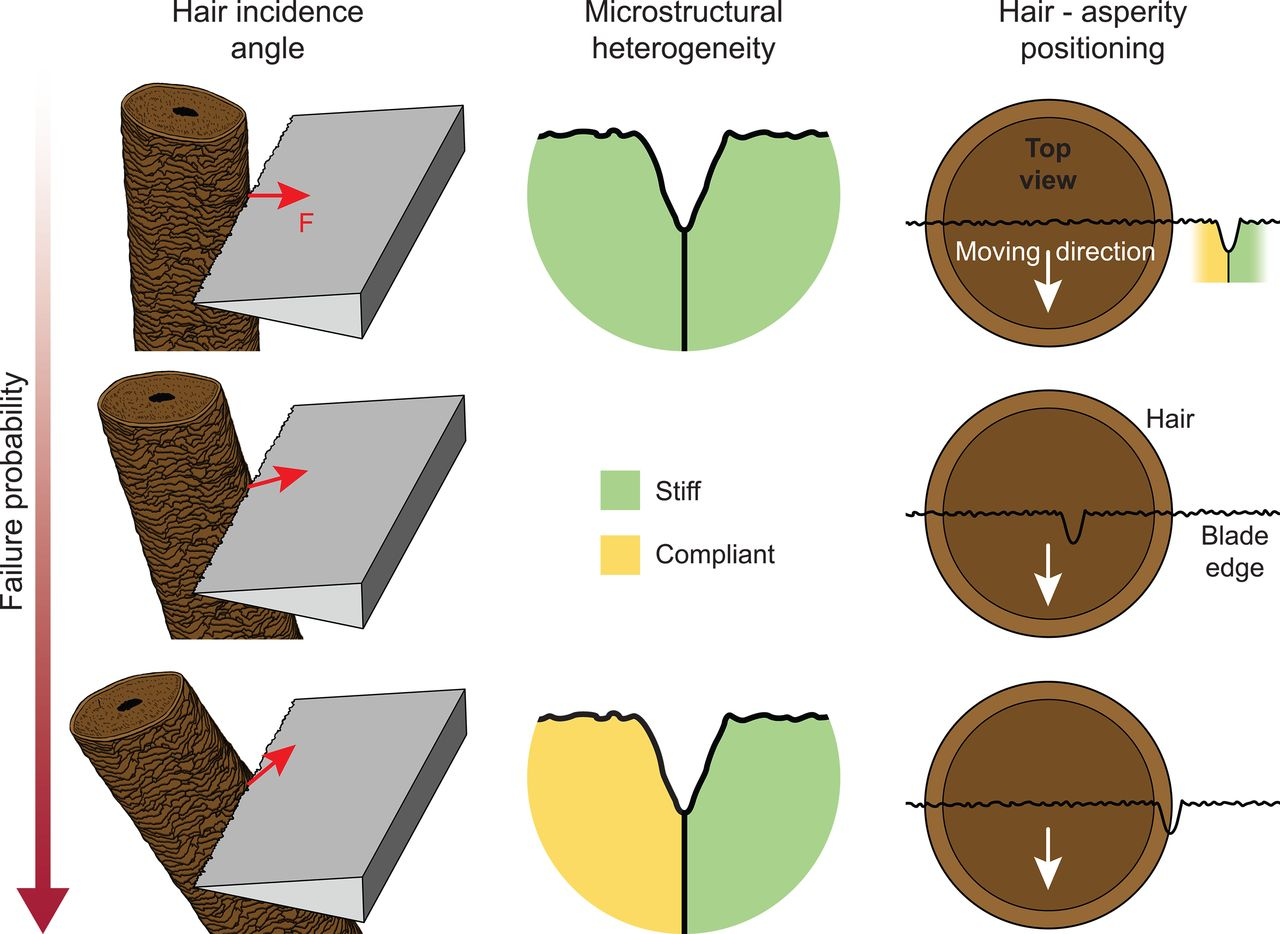 Hair incidence
angle
Microstructural
heterogeneity
Hair - asperity
positioning
Failure probability
F
Top
view
Moving direction
Stiff
Compliant
Hair
Blade
edge